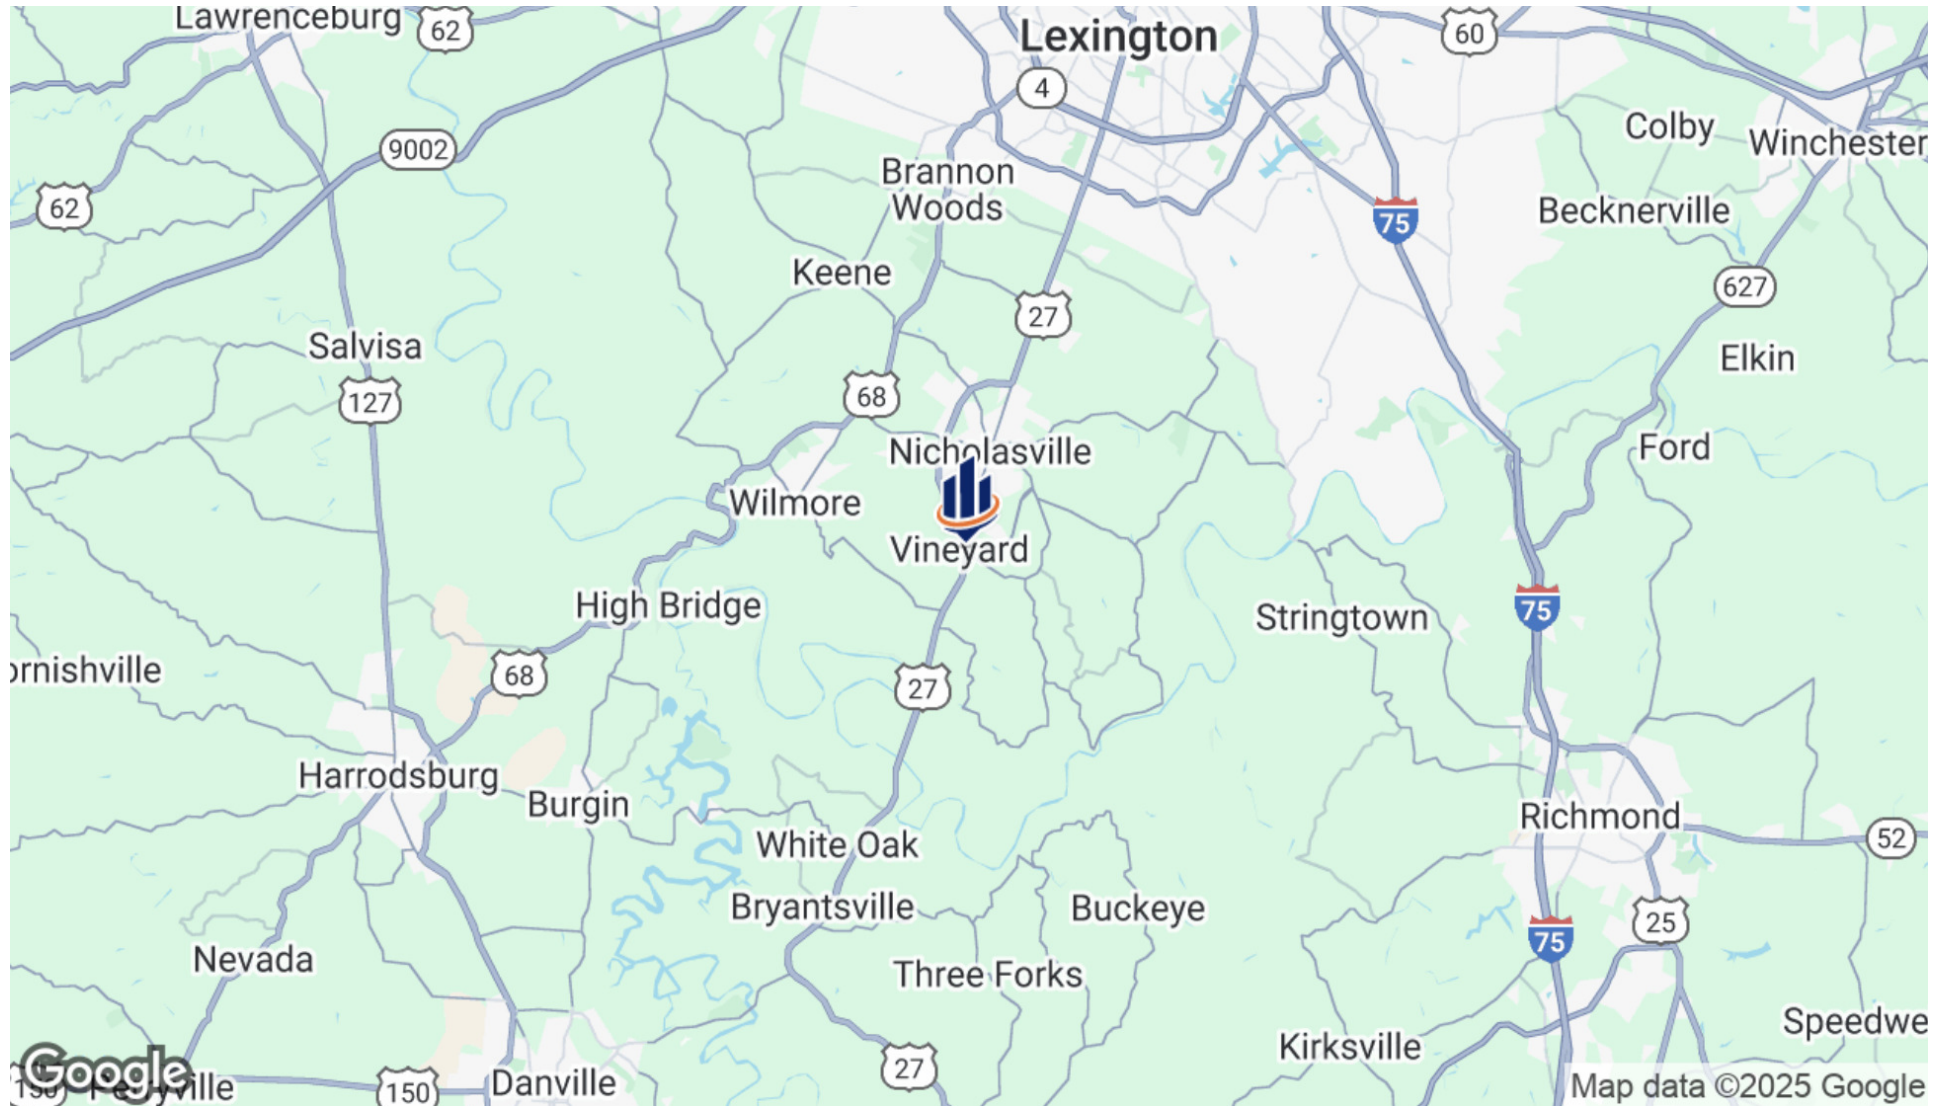 Lawrenceburg
62
Lexington
60
4
9002
Colby
Winchester
Brannon
Woods
62
Becknerville
75
Keene
627
27
Salvisa
Elkin
127
68
Nicholasville
Ford
Wilmore
Vineyard
High Bridge
Stringtown
75
ornishville
68
27
Harrodsburg
Burgin
Richmond
52
White Oak
Bryantsville
Buckeye
25
75
Nevada
Three Forks
Speedwe
Kirksville
27
Google
150
Danville
Map data ©2025 Google